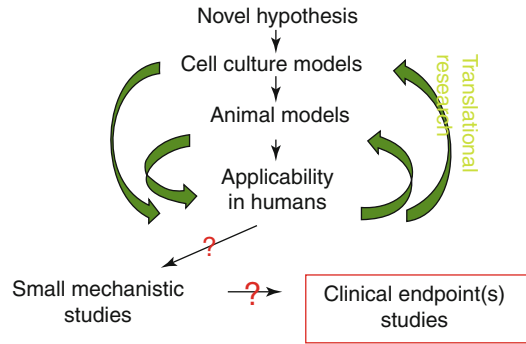 Novel hypothesis
Cell culture models
Translational
research
Animal models
Applicability
in humans
?
Small mechanistic
studies
?
Clinical endpoint(s)
studies